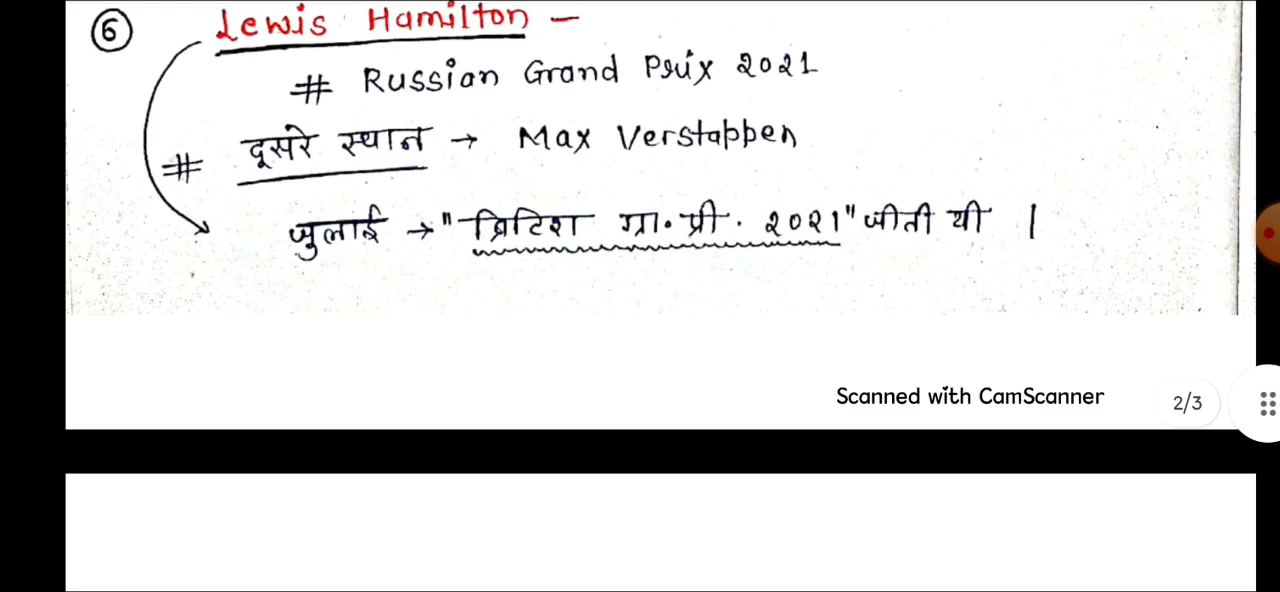 ⑥ Lewis Hamilton –
# Russian Grand Prix 2021
# दूसरे स्थान → Max Verstappen
जुलाई → "ब्रिटिश ग्रा॰प्री. 2021" जीती थी |
Scanned with CamScanner
2/3